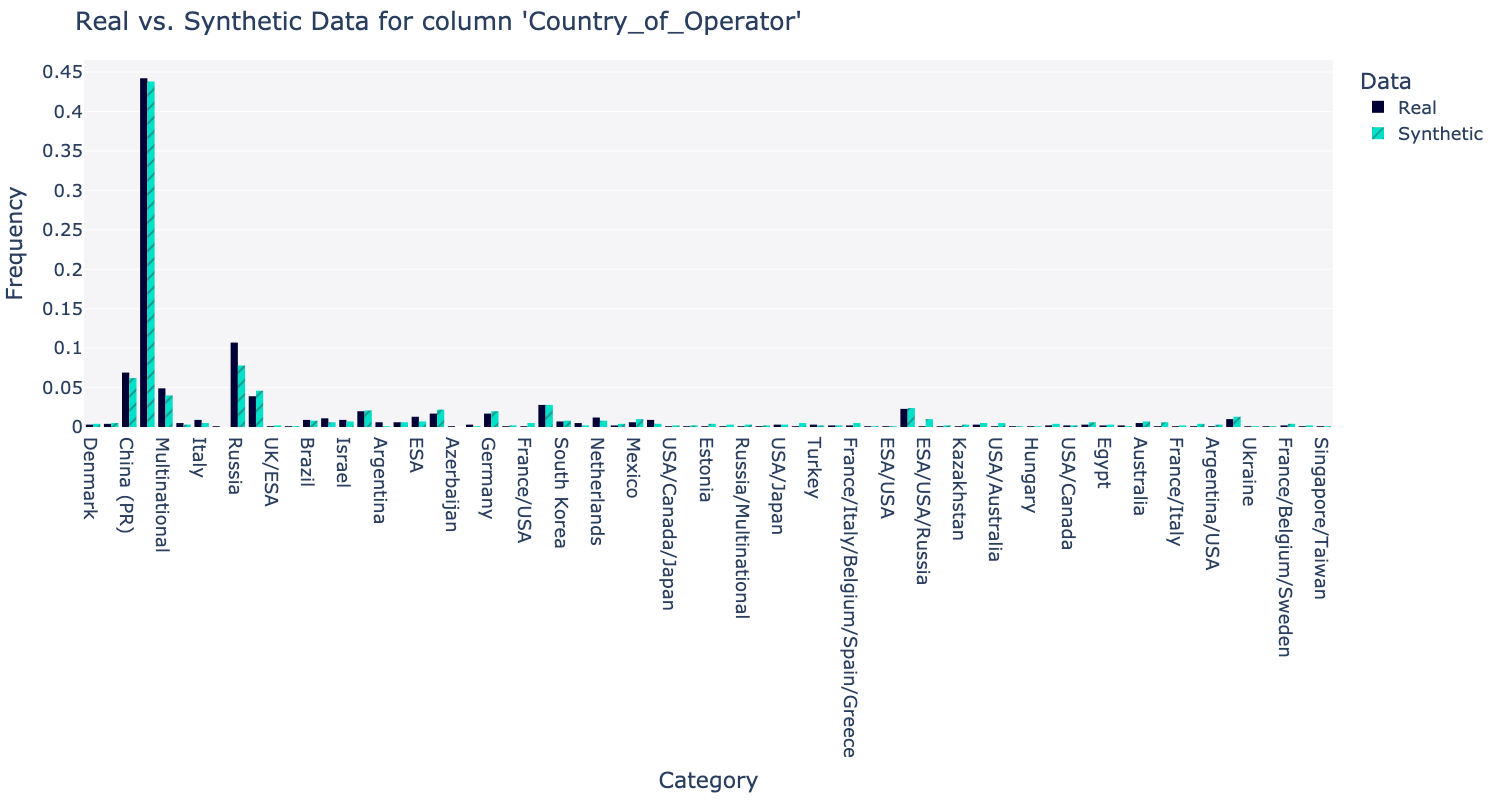 Real vs. Synthetic Data for column 'Country_of_Operator'
Data
Real
Synthetic
Frequency
0.45
0.4
0.35
0.3
0.25
0.2
0.15
0.1
0.05
0
Denmark
China (PR)
Multinational
Italy
Russia
UK/ESA
Brazil
Israel
Argentina
ESA
Azerbaijan
Germany
France/USA
South Korea
Netherlands
Mexico
USA/Canada/Japan
Estonia
Russia/Multinational
USA/Japan
Turkey
France/Italy/Belgium/Spain/Greece
ESA/USA
ESA/USA/Russia
Kazakhstan
USA/Australia
Hungary
USA/Canada
Egypt
Australia
France/Italy
Argentina/USA
Ukraine
France/Belgium/Sweden
Singapore/Taiwan
Category